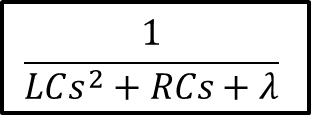 1
LCs² + RCs + λ